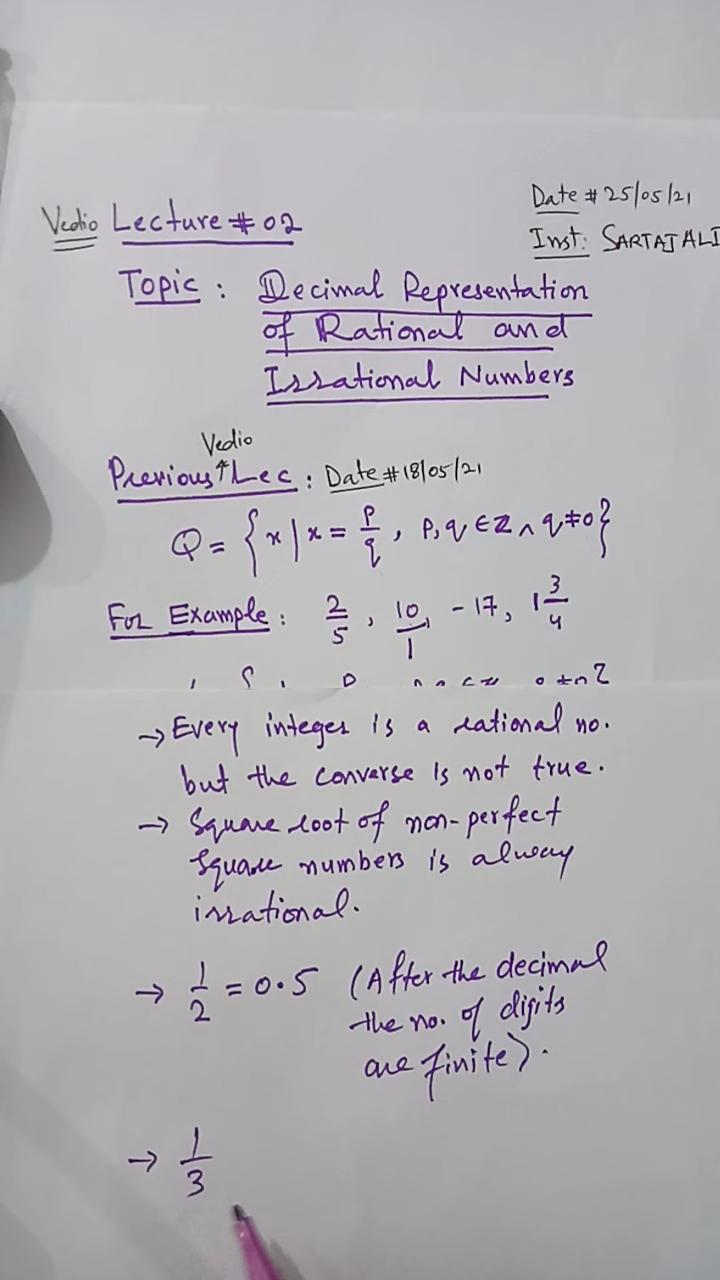 Vedio Lecture # 02
Date # 25/05/21
Inst: SARTAJ ALI
Topic: Decimal Representation
of Rational and
Irrational Numbers
Vedio
Previous Lec: Date # 18/05/21
Q = {x | x = p/q, p, q ∈ Z ∧ q ≠ 0}
For Example: 2/5, 10/1, -17, 1 3/4
→ Every integer is a rational no.
but the converse is not true.
→ Square root of non-perfect
square numbers is alway
irrational.
→ 1/2 = 0.5 (After the decimal
the no. of digits
are finite).
→ 1/3